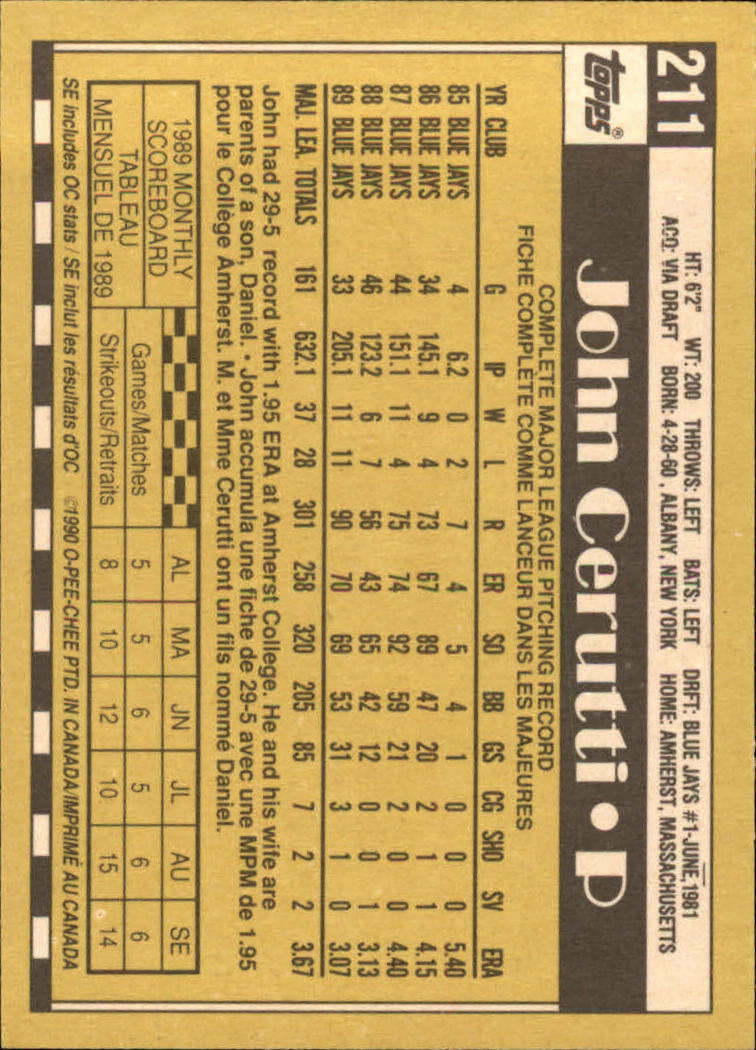 211
HT: 6'2" WT: 200 THROWS: LEFT BATS: LEFT DRFT: BLUE JAYS #1-JUNE, 1981
ACQ: VIA DRAFT BORN: 4-28-60, ALBANY, NEW YORK HOME: AMHERST, MASSACHUSETTS
topps®
John Cerutti • P
COMPLETE MAJOR LEAGUE PITCHING RECORD
FICHE COMPLÈTE COMME LANCEUR DANS LES MAJEURES
YR CLUB G IP W L R ER SO BB GS CG SHO SV ERA
85 BLUE JAYS 4 6.2 0 2 7 4 5 4 1 0 0 0 5.40
86 BLUE JAYS 34 145.1 9 4 73 67 89 47 20 2 1 1 4.15
87 BLUE JAYS 44 151.1 11 4 75 74 92 59 21 2 0 0 4.40
88 BLUE JAYS 46 123.2 6 7 56 43 65 42 12 0 0 1 3.13
89 BLUE JAYS 33 205.1 11 11 90 70 69 53 31 3 1 0 3.07
MAJ. LEA. TOTALS 161 632.1 37 28 301 258 320 205 85 7 2 2 3.67
John had 29-5 record with 1.95 ERA at Amherst College. He and his wife are
parents of a son, Daniel. • John accumula une fiche de 29-5 avec une MPM de 1.95
pour le Collège Amherst. M. et Mme Cerutti ont un fils nommé Daniel.
1989 MONTHLY
SCOREBOARD
TABLEAU
MENSUEL DE 1989
AL MA JN JL AU SE
Games/Matches 5 5 6 5 6 6
Strikeouts/Retraits 8 10 12 10 15 14
SE includes OC stats / SE inclut les résultats d'OC ©1990 O-PEE-CHEE PTD. IN CANADA/IMPRIMÉ AU CANADA